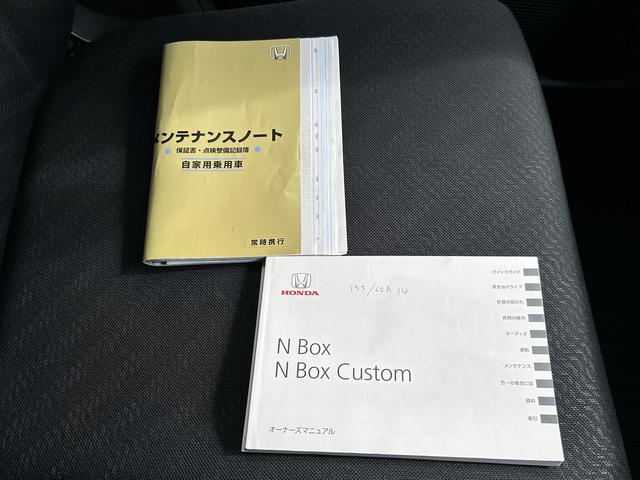 メンテナンスノート
保証書・点検整備記録簿
自家用乗用車
常時携行
HONDA
155/65R 14
N Box
N Box Custom
オーナーズマニュアル
クイックガイド
安全なドライブ
計器の見かた
各部の操作
オーディオ
運転
メンテナンス
万一の場合には
資料
索引